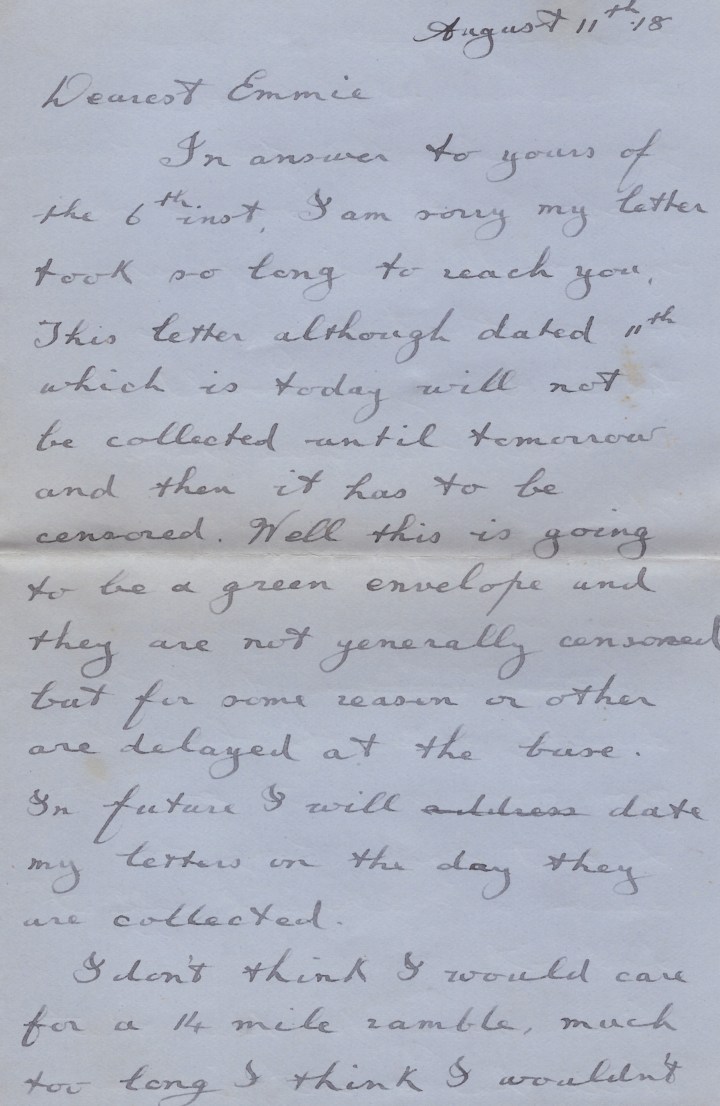 August 11th. 18
Dearest Emmie
In answer to yours of
the 6th. inst, I am sorry my letter
took so long to reach you,
This letter although dated 11th
which is today will not
be collected until tomorrow
and then it has to be
censored. Well this is going
to be a green envelope and
they are not generally censored
but for some reason or other
are delayed at the base.
In future I will address date
my letters on the day they
are collected.
I don't think I would care
for a 14 mile ramble, much
too long I think I wouldn't